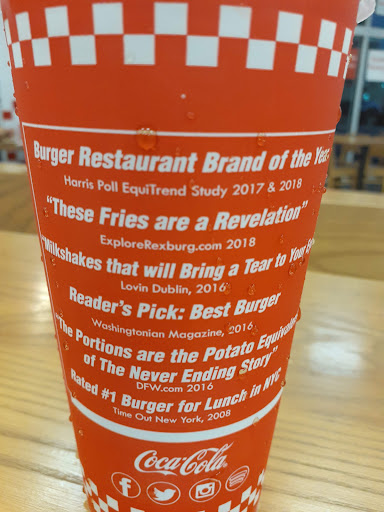 Burger Restaurant Brand of the Year
Harris Poll EquiTrend Study 2017 & 2018
"These Fries are a Revelation"
ExploreRexburg.com 2018
"Milkshakes that will Bring a Tear to Your
Lovin Dublin, 2016
Reader's Pick: Best Burger
Washingtonian Magazine, 2016
The Portions are the Potato
of The Never Ending Story"
DFW.com 2016
Rated #1 Burger for Lunch in NYC
Time Out New York, 2008
Coca-Cola